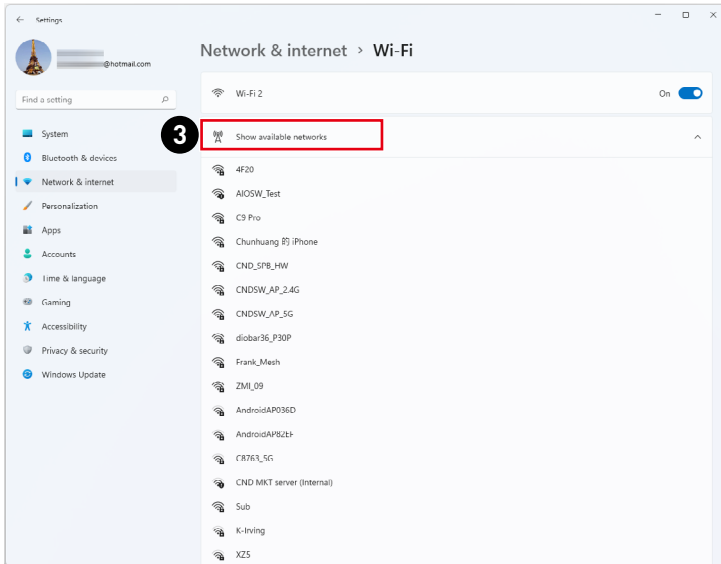 Settings
@hotmail.com
Find a setting
System
Bluetooth & devices
Network & internet
Personalization
Apps
Accounts
Time & language
Gaming
Accessibility
Privacy & security
Windows Update
Network & internet > Wi-Fi
Wi-Fi 2
On
3
Show available networks
4F20
AIOSW_Test
C9 Pro
Chunhuang 的 iPhone
CND_SPB_HW
CNDSW_AP_2.4G
CNDSW_AP_5G
diobar36_P30P
Frank_Mesh
ZMI_09
AndroidAP036D
AndroidAP82EF
C8763_5G
CND MKT server (Internal)
Sub
K-Irving
XZ5